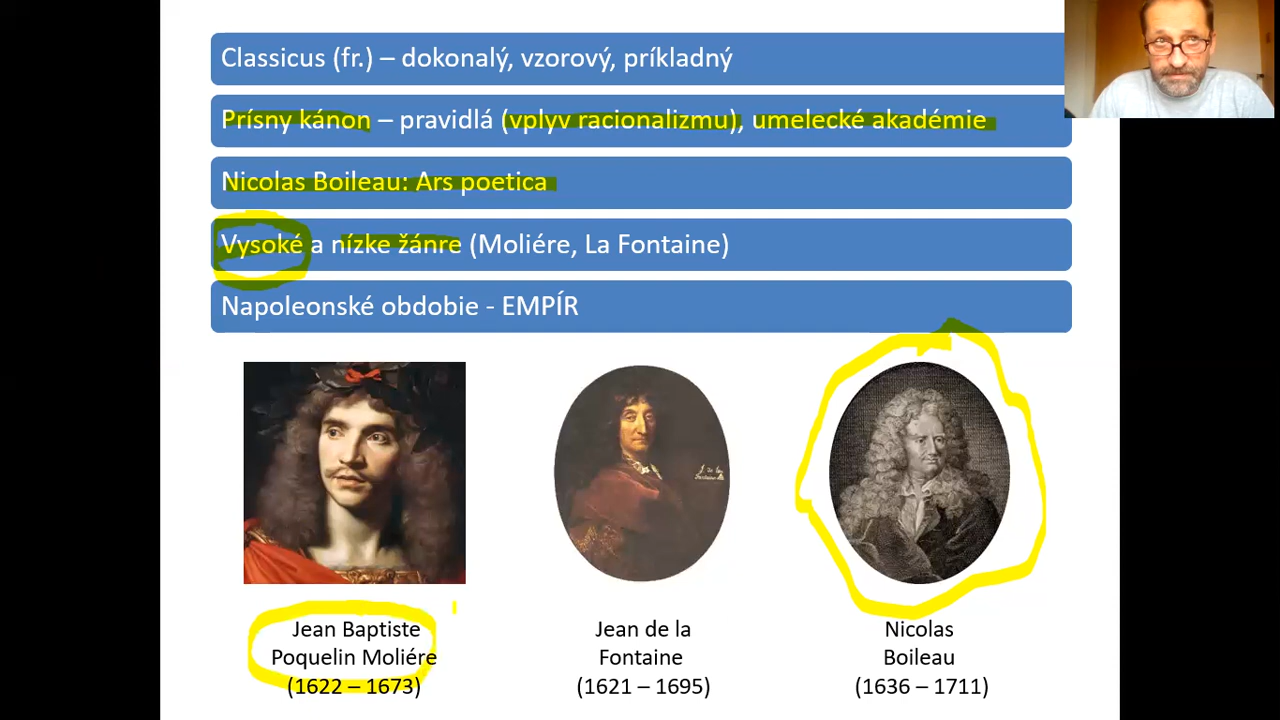 Classicus (fr.) – dokonalý, vzorový, príkladný
Prísny kánon – pravidlá (vplyv racionalizmu), umelecké akadémie
Nicolas Boileau: Ars poetica
Vysoké a nízke žánre (Moliére, La Fontaine)
Napoleonské obdobie - EMPÍR
Jean Baptiste
Poquelin Moliére
(1622 – 1673)
Jean de la
Fontaine
(1621 – 1695)
Nicolas
Boileau
(1636 – 1711)